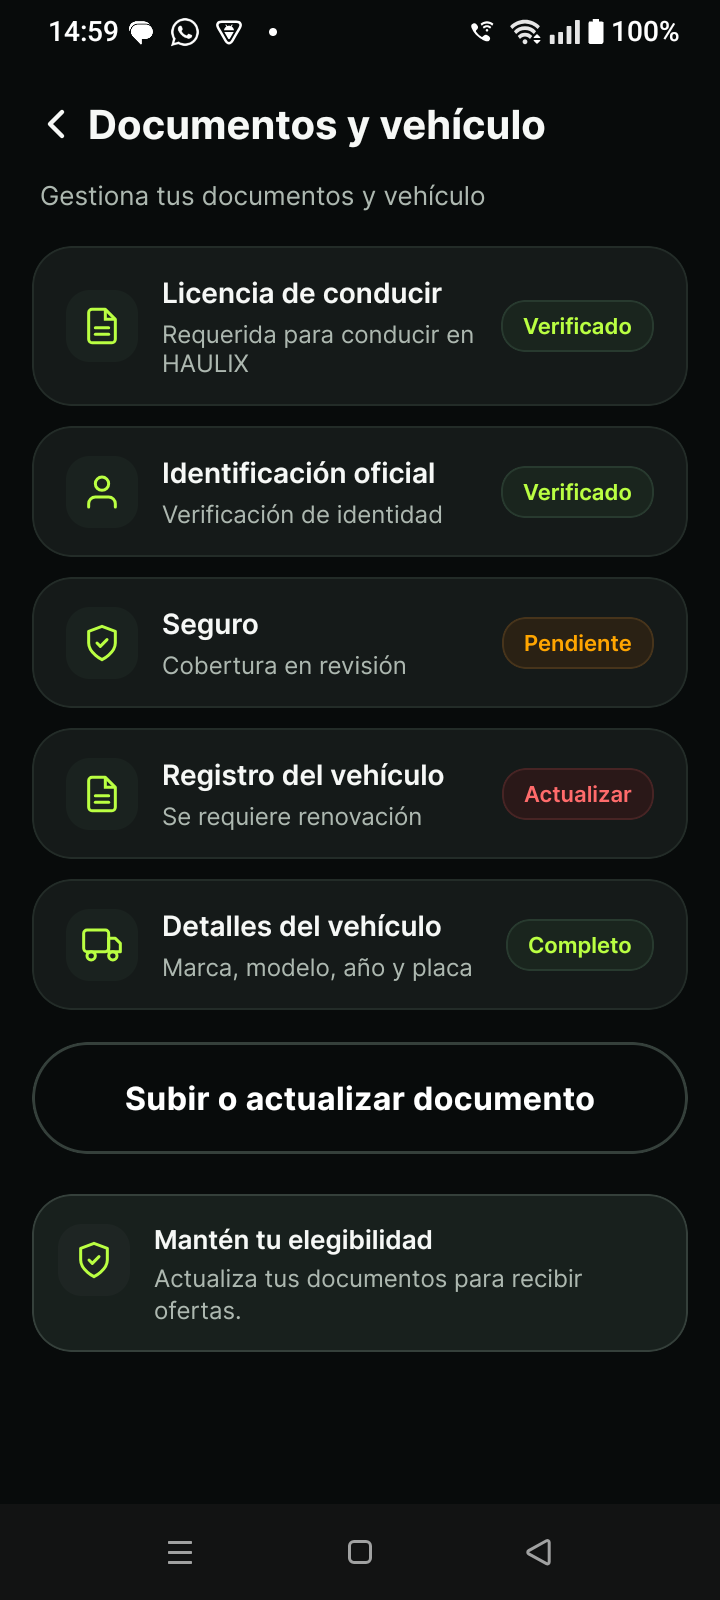 14:59
100%
Documentos y vehículo
Gestiona tus documentos y vehículo
Licencia de conducir
Requerida para conducir en
HAULIX
Verificado
Identificación oficial
Verificación de identidad
Verificado
Seguro
Cobertura en revisión
Pendiente
Registro del vehículo
Se requiere renovación
Actualizar
Detalles del vehículo
Marca, modelo, año y placa
Completo
Subir o actualizar documento
Mantén tu elegibilidad
Actualiza tus documentos para recibir
ofertas.